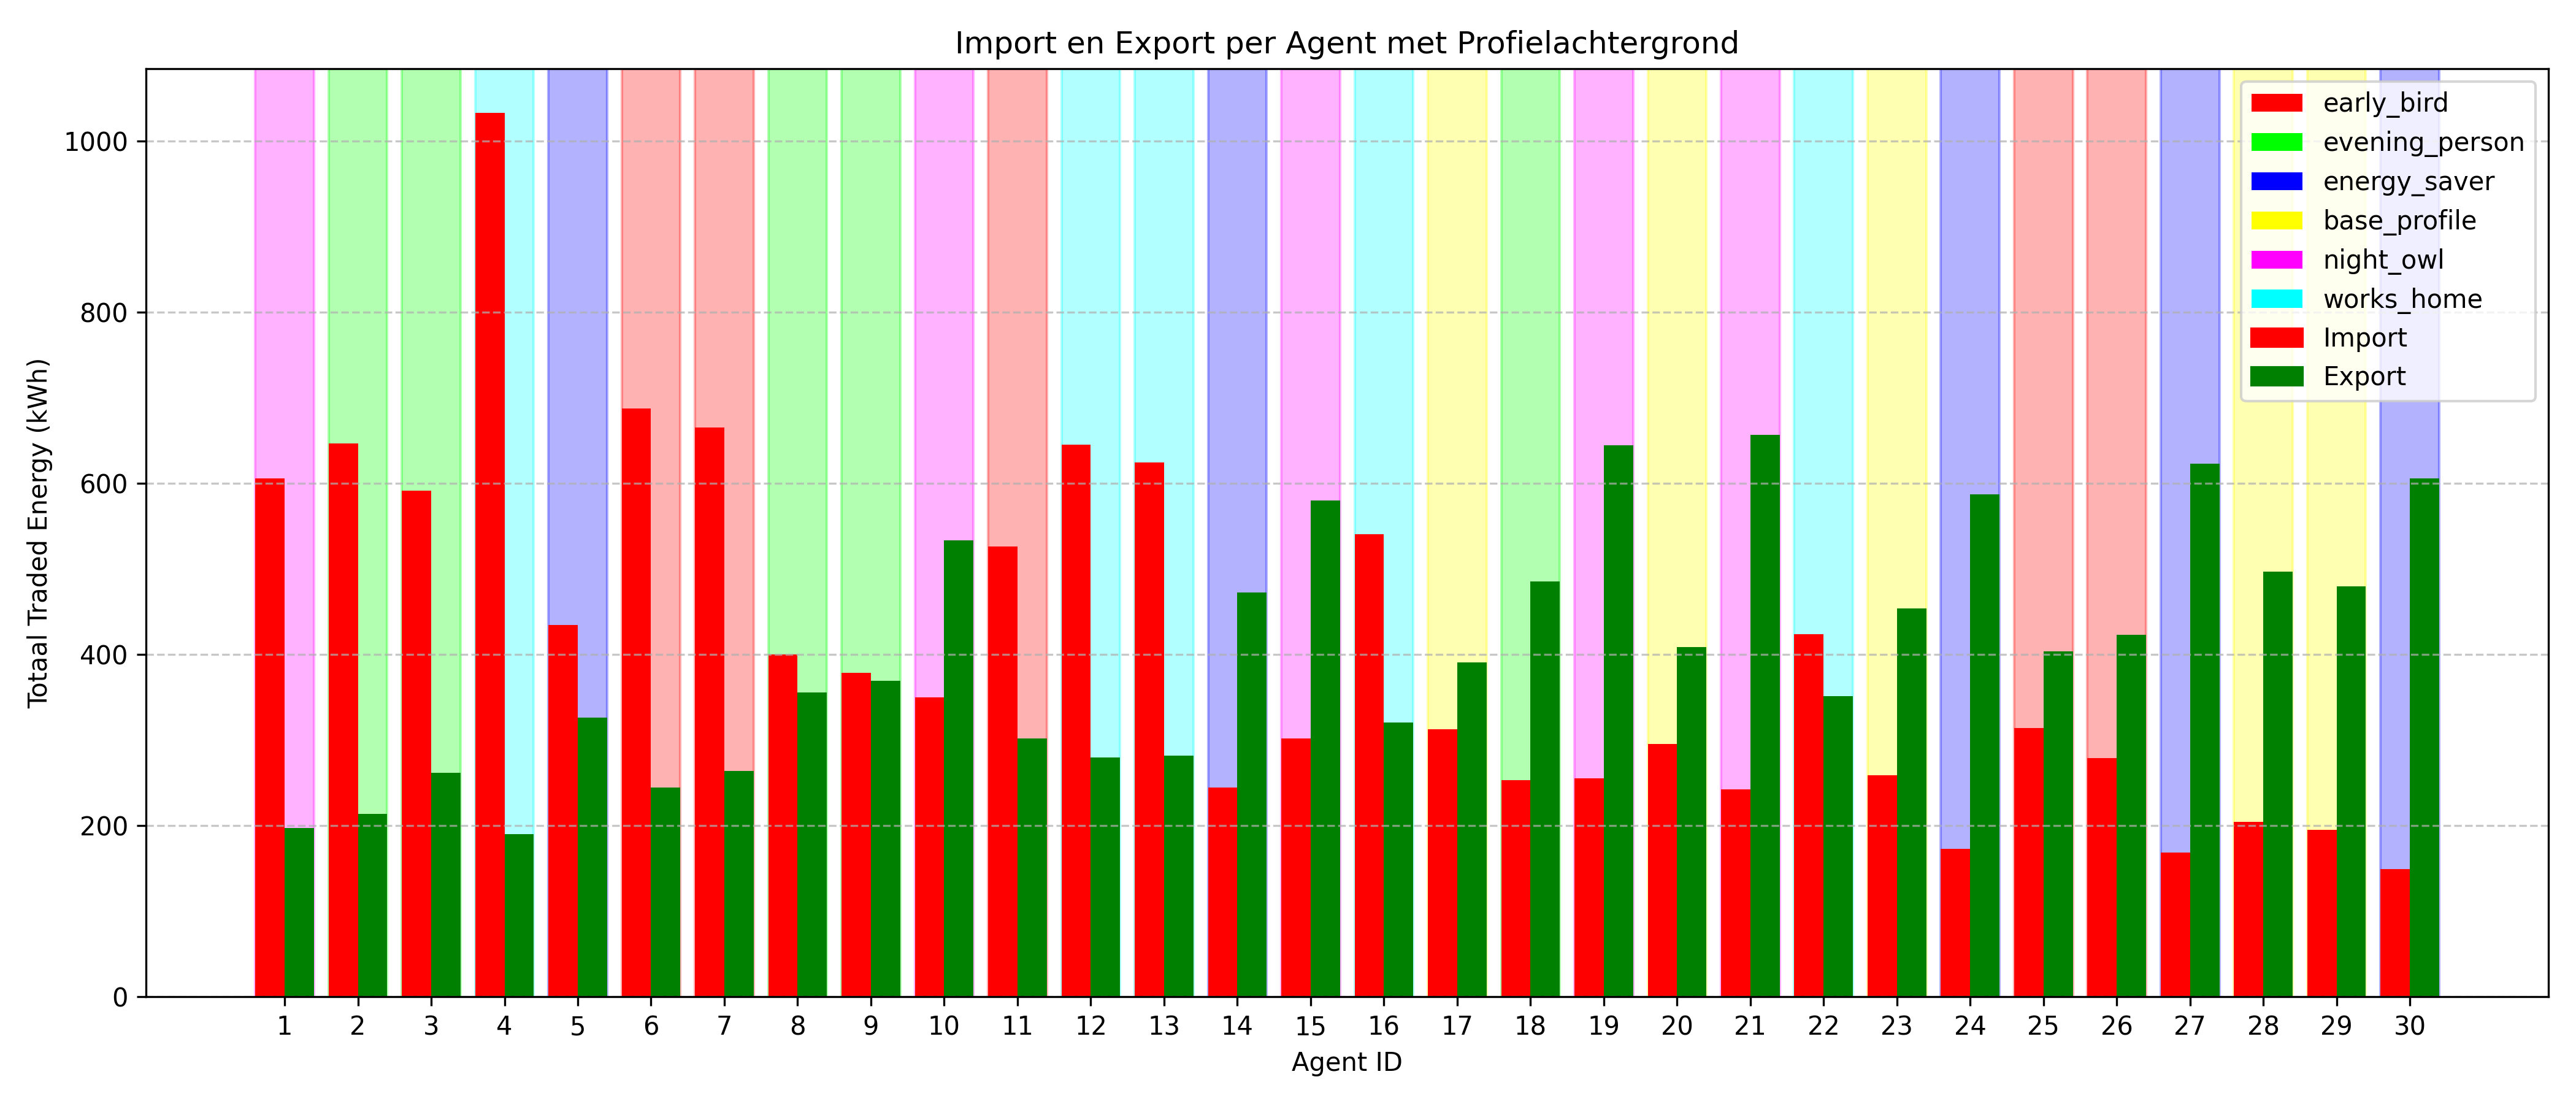 Import en Export per Agent met Profielachtergrond
Totaal Traded Energy (kWh)
1000
800
600
400
200
0
early_bird
evening_person
energy_saver
base_profile
night_owl
works_home
Import
Export
1 2 3 4 5 6 7 8 9 10 11 12 13 14 15 16 17 18 19 20 21 22 23 24 25 26 27 28 29 30
Agent ID